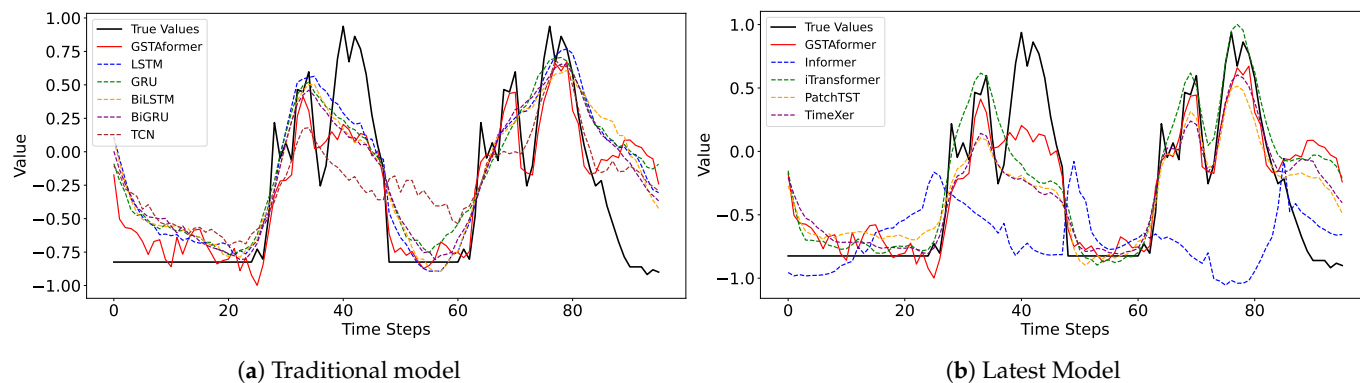 1.00
0.75
0.50
0.25
0.00
−0.25
−0.50
−0.75
−1.00
Value
True Values
GSTAformer
LSTM
GRU
BiLSTM
BiGRU
TCN
0 20 40 60 80
Time Steps
(a) Traditional model
1.0
0.5
0.0
−0.5
−1.0
Value
True Values
GSTAformer
Informer
iTransformer
PatchTST
TimeXer
0 20 40 60 80
Time Steps
(b) Latest Model